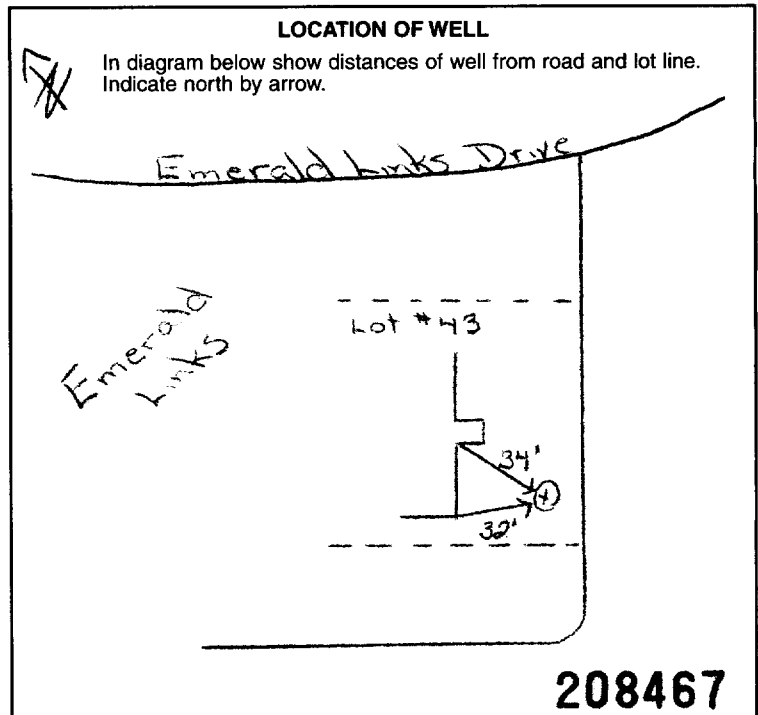 LOCATION OF WELL
In diagram below show distances of well from road and lot line.
Indicate north by arrow.
N
Emerald Links Drive
Emerald
Links
Lot #43
34'
32'
208467